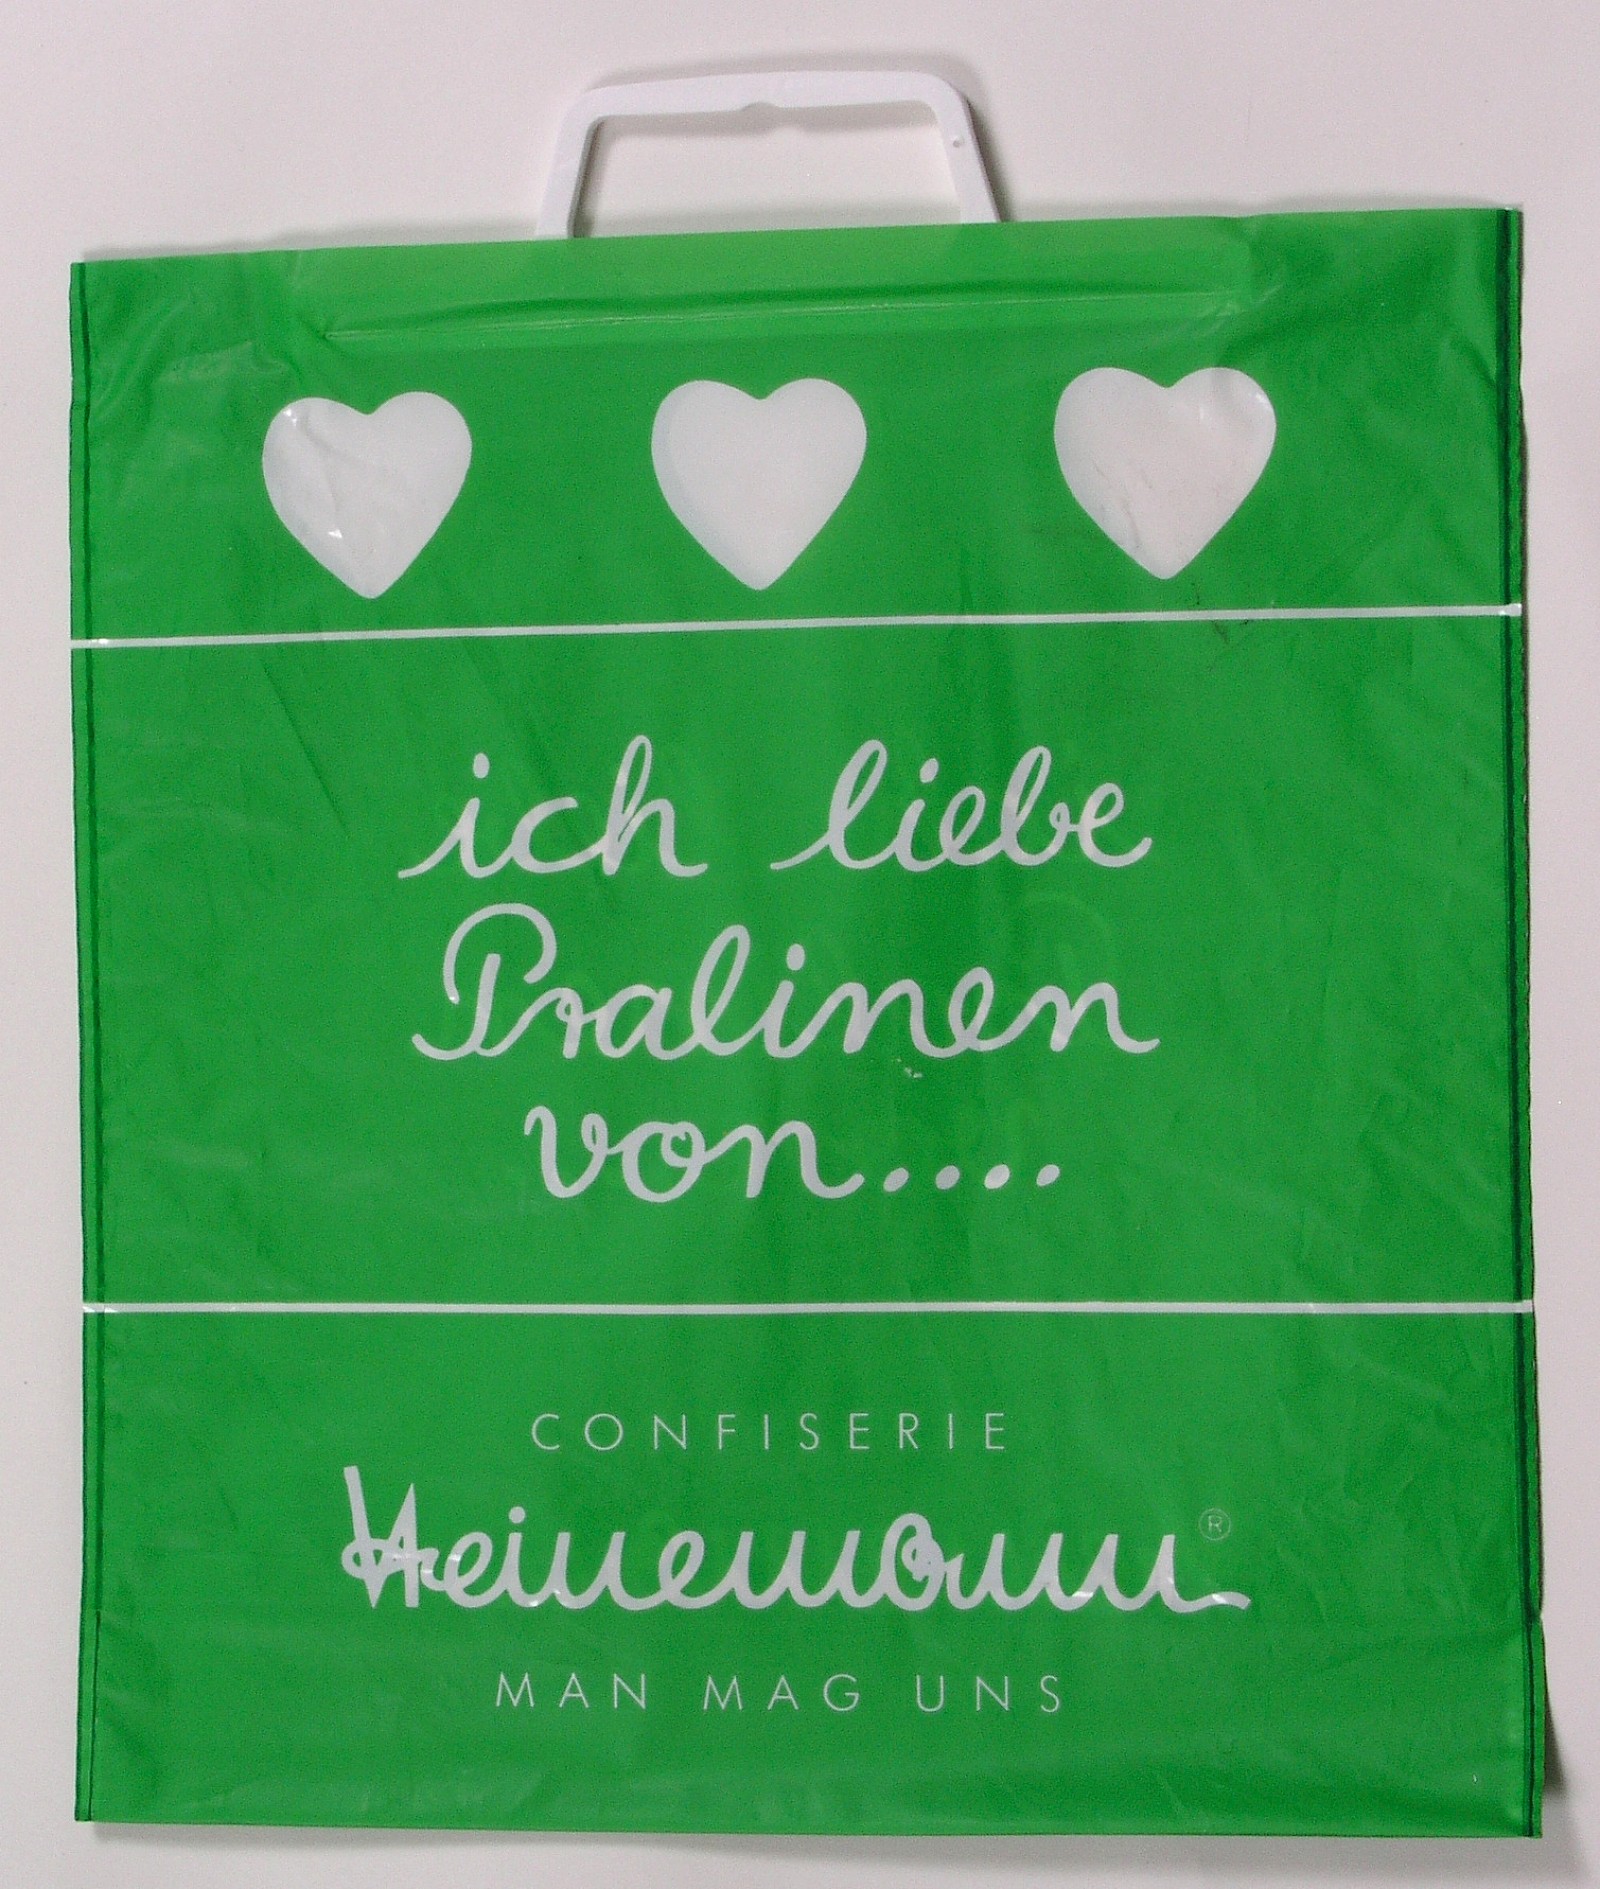 ich liebe
Pralinen
von....
CONFISERIE
Heinemann®
MAN MAG UNS